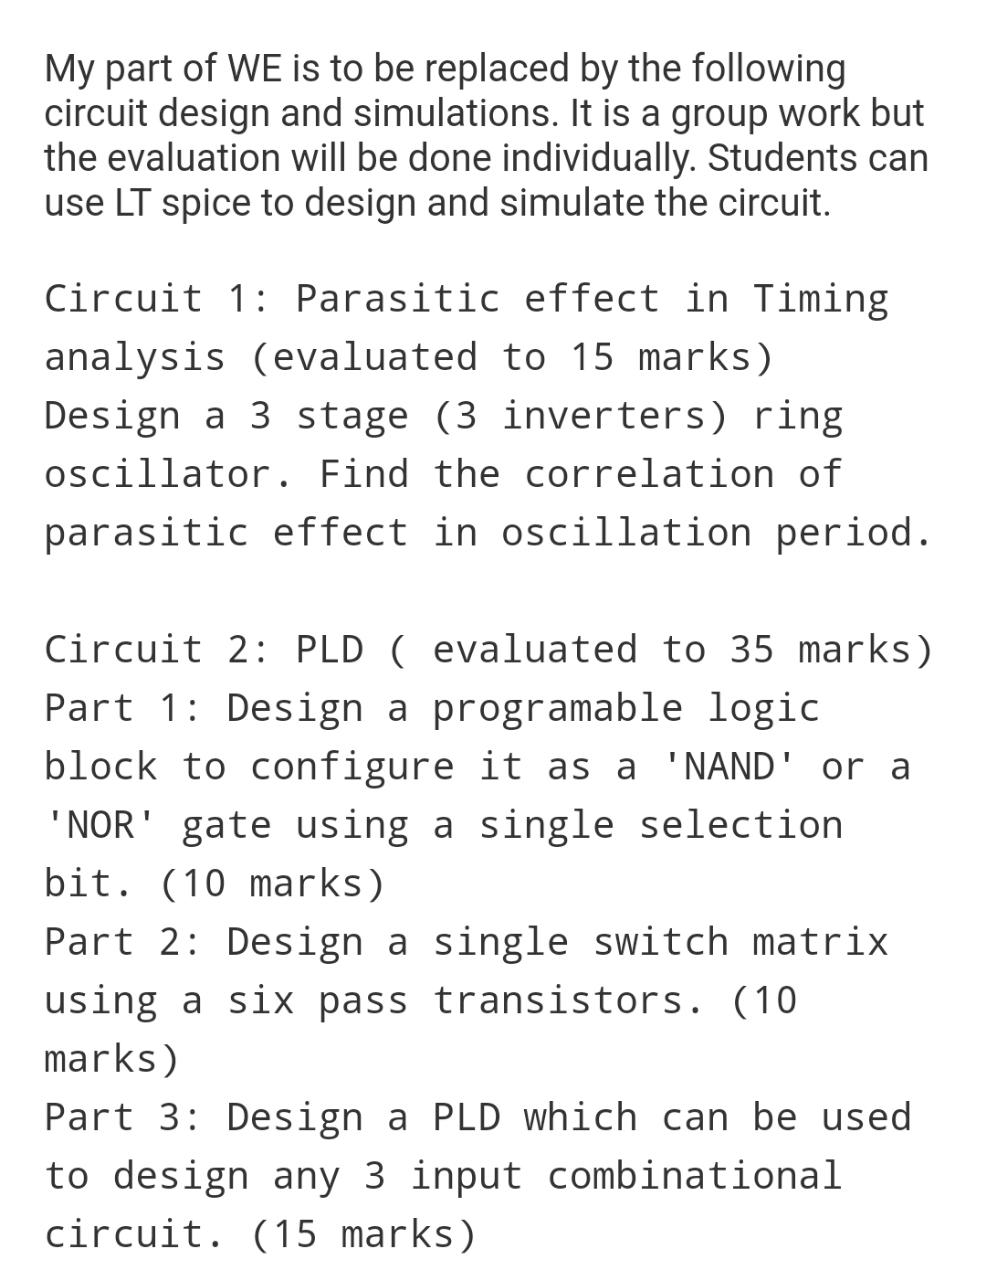 My part of WE is to be replaced by the following
circuit design and simulations. It is a group work but
the evaluation will be done individually. Students can
use LT spice to design and simulate the circuit.
Circuit 1: Parasitic effect in Timing
analysis (evaluated to 15 marks)
Design a 3 stage (3 inverters) ring
oscillator. Find the correlation of
parasitic effect in oscillation period.
Circuit 2: PLD ( evaluated to 35 marks)
Part 1: Design a programable logic
block to configure it as a 'NAND' or a
'NOR' gate using a single selection
bit. (10 marks)
Part 2: Design a single switch matrix
using a six pass transistors. (10
marks)
Part 3: Design a PLD which can be used
to design any 3 input combinational
circuit. (15 marks)